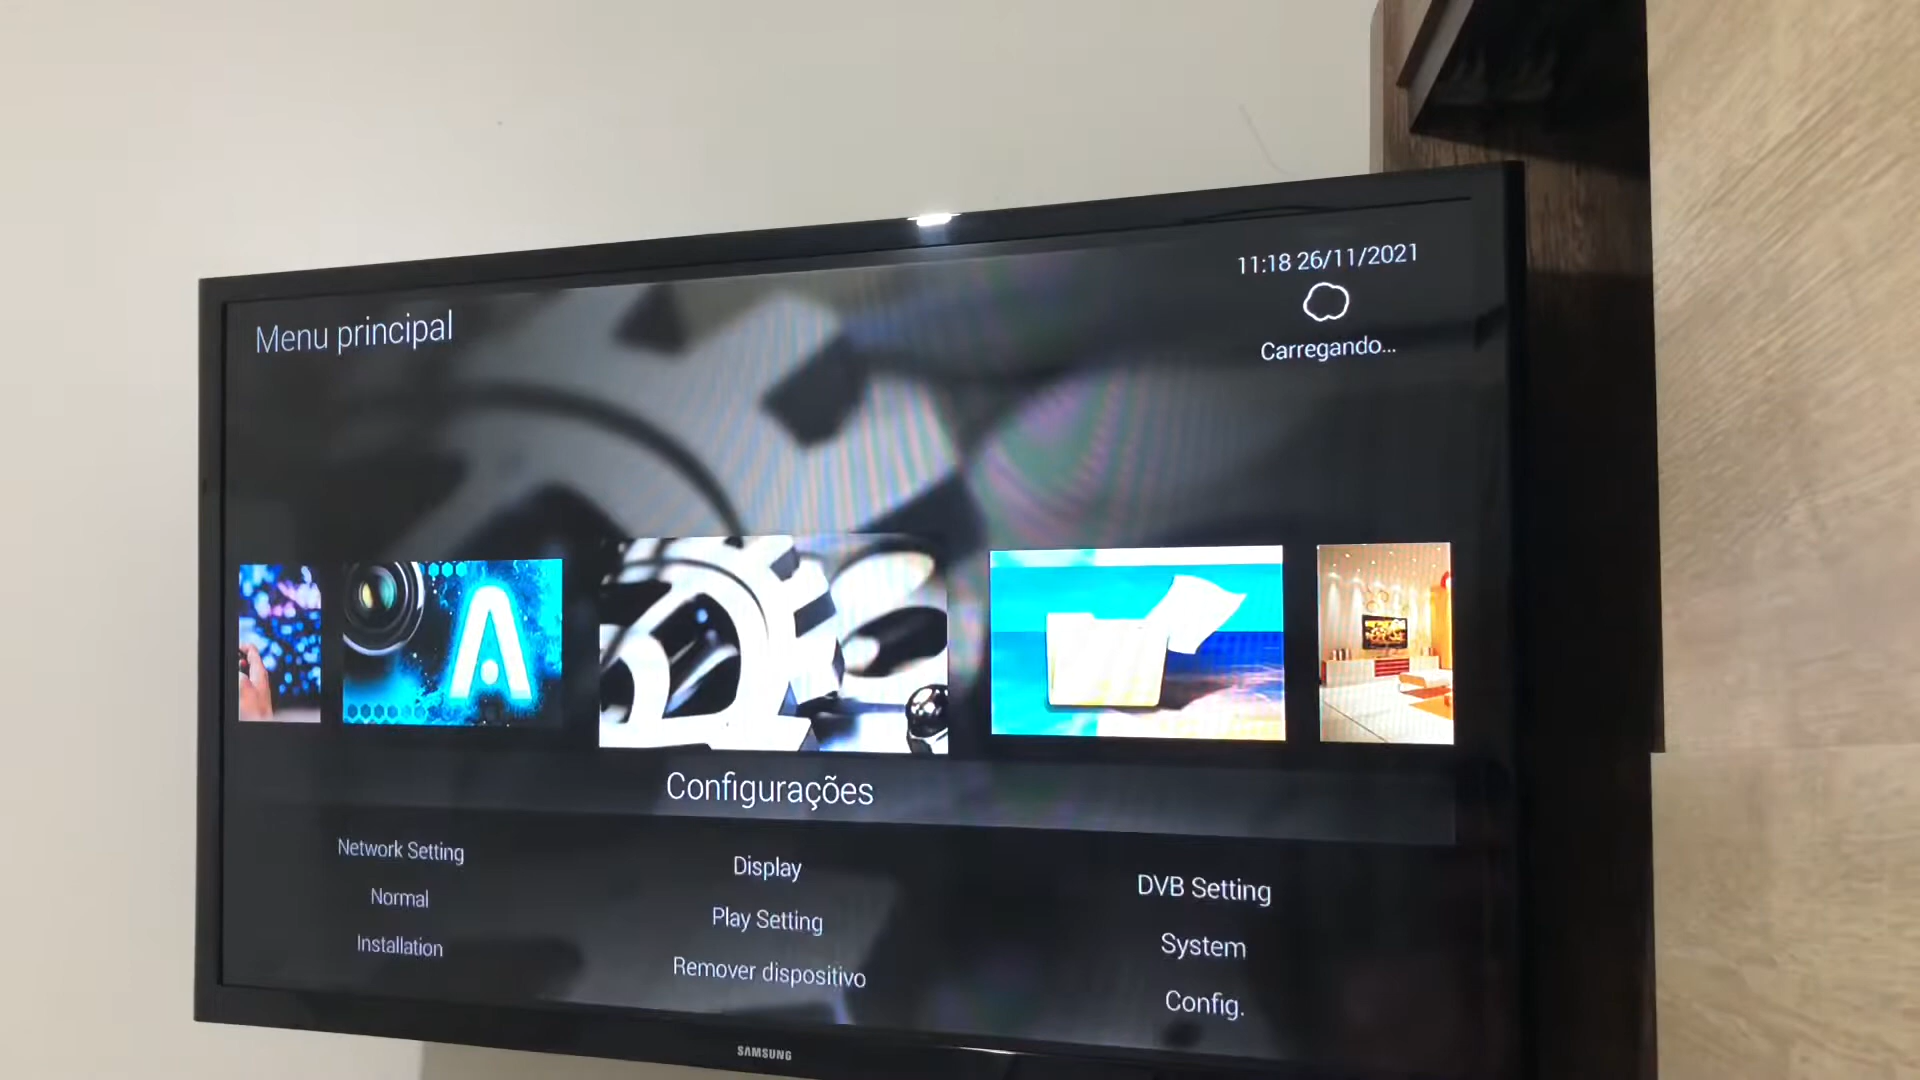 11:18 26/11/2021
Menu principal
Carregando...
A
Configurações
Network Setting
Display
DVB Setting
Normal
Play Setting
System
Installation
Remover dispositivo
Config.
SAMSUNG